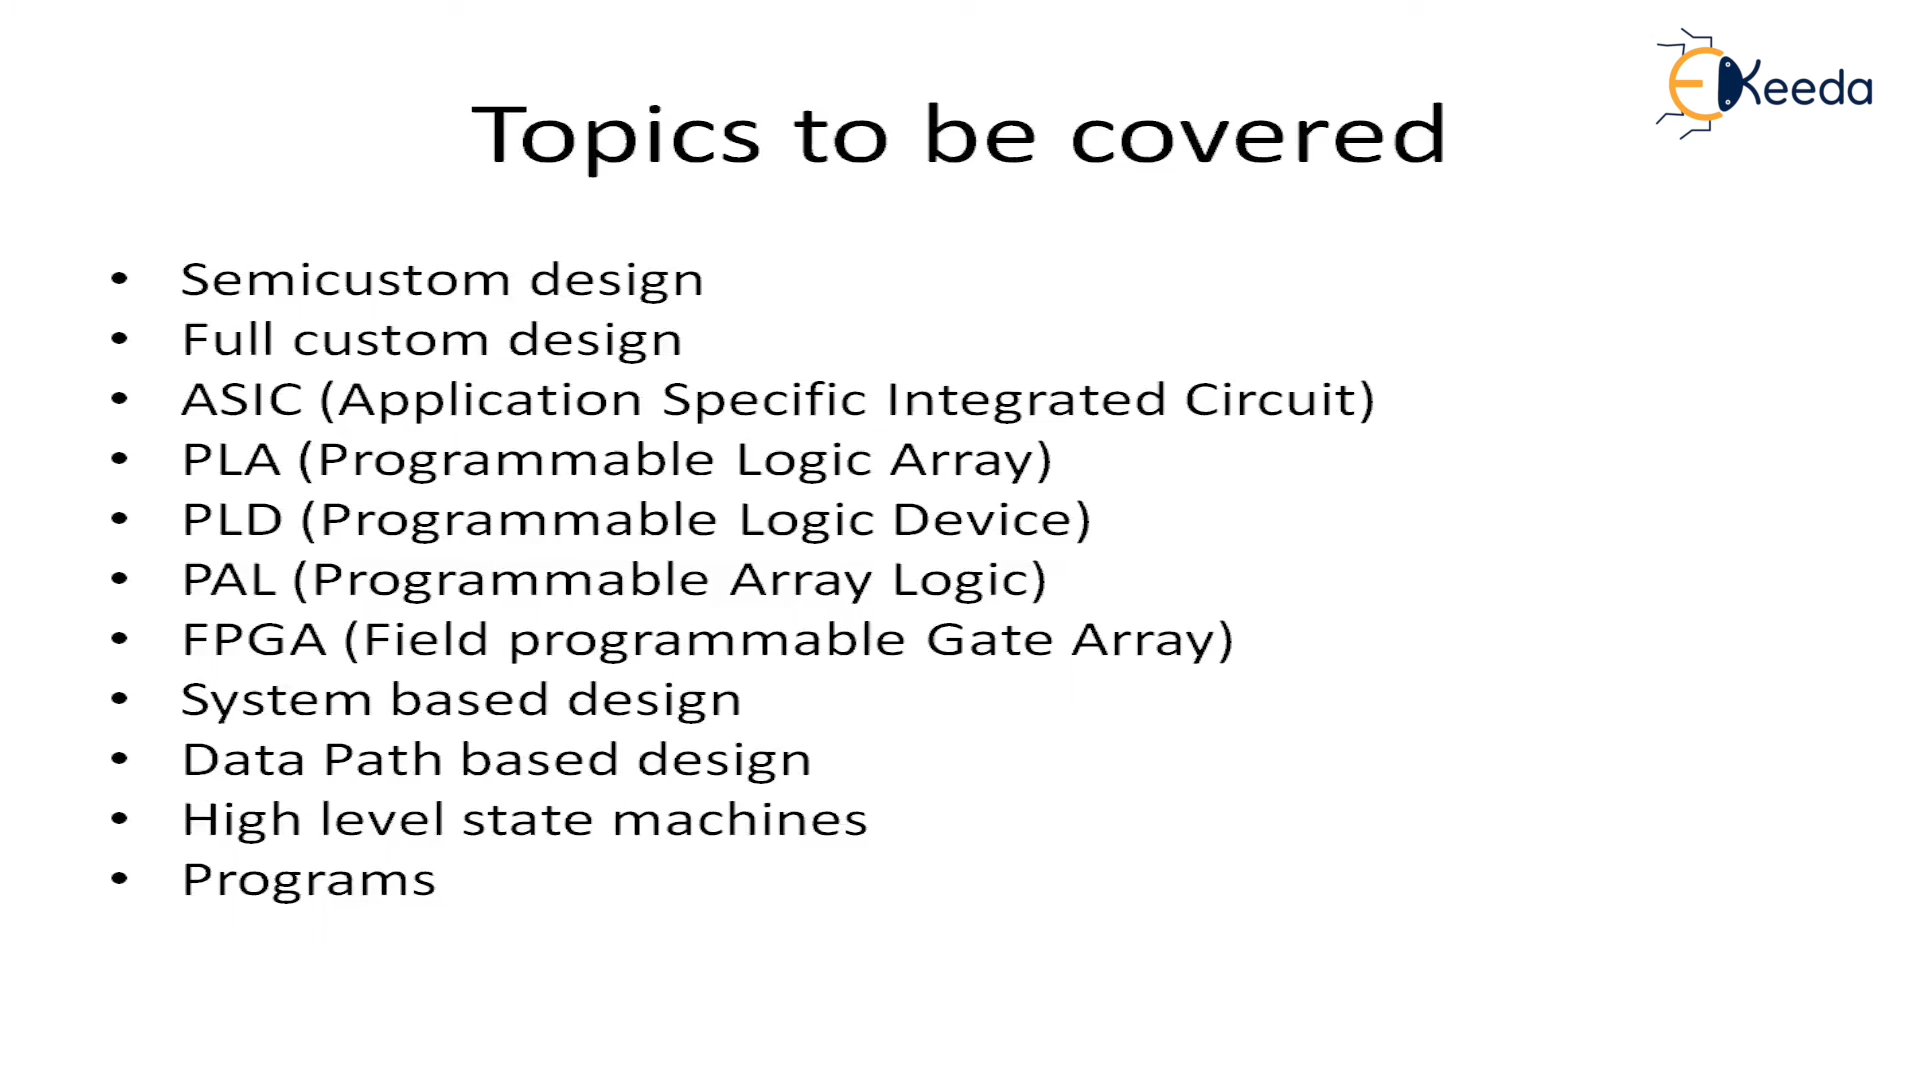 EKeeda
Topics to be covered
• Semicustom design
• Full custom design
• ASIC (Application Specific Integrated Circuit)
• PLA (Programmable Logic Array)
• PLD (Programmable Logic Device)
• PAL (Programmable Array Logic)
• FPGA (Field programmable Gate Array)
• System based design
• Data Path based design
• High level state machines
• Programs